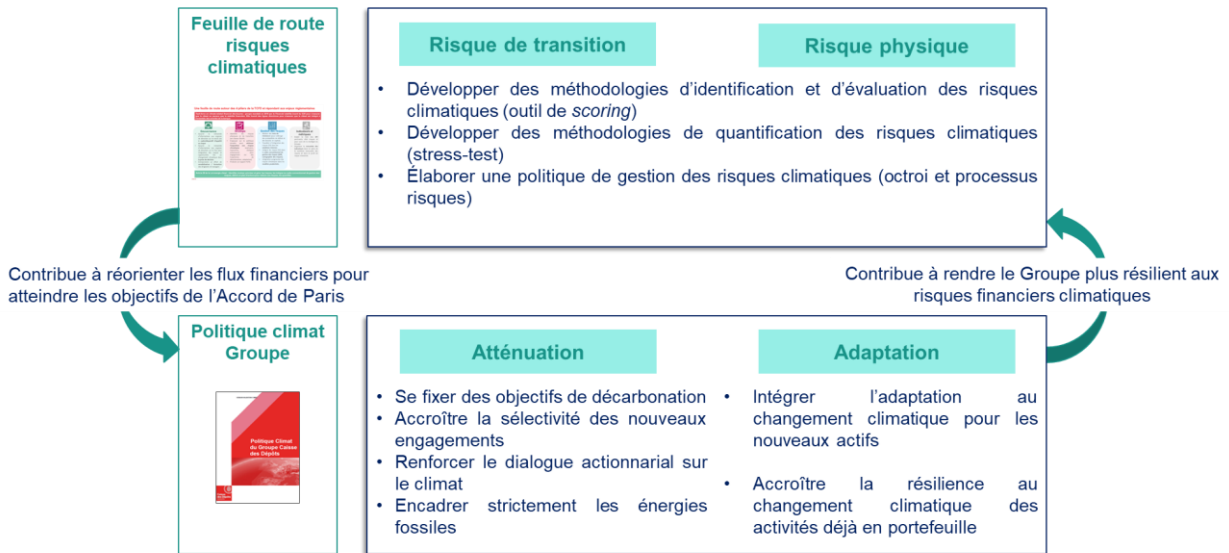 Feuille de route
risques
climatiques
Risque de transition
Risque physique
• Développer des méthodologies d'identification et d'évaluation des risques
climatiques (outil de scoring)
• Développer des méthodologies de quantification des risques climatiques
(stress-test)
• Élaborer une politique de gestion des risques climatiques (octroi et processus
risques)
Contribue à réorienter les flux financiers pour
atteindre les objectifs de l'Accord de Paris
Contribue à rendre le Groupe plus résilient aux
risques financiers climatiques
Politique climat
Groupe
Politique Climat
du Groupe Caisse
des Dépôts
Atténuation
• Se fixer des objectifs de décarbonation
• Accroître la sélectivité des nouveaux
engagements
• Renforcer le dialogue actionnarial sur
le climat
• Encadrer strictement les énergies
fossiles
Adaptation
• Intégrer l'adaptation au
changement climatique pour les
nouveaux actifs
• Accroître la résilience au
changement climatique des
activités déjà en portefeuille